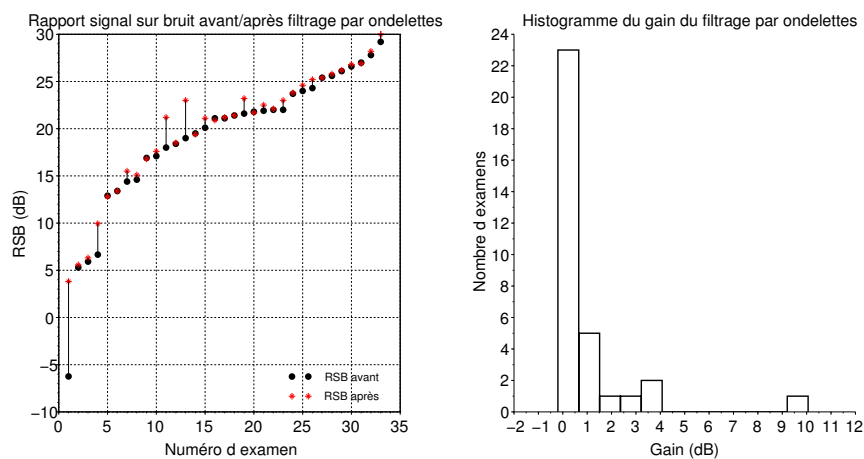 Rapport signal sur bruit avant/après filtrage par ondelettes
30
25
20
15
10
5
0
−5
−10
RSB (dB)
0 5 10 15 20 25 30 35
Numéro d examen
RSB avant
RSB après
Histogramme du gain du filtrage par ondelettes
24
22
20
18
16
14
12
10
8
6
4
2
0
Nombre d examens
−2 −1 0 1 2 3 4 5 6 7 8 9 10 11 12
Gain (dB)